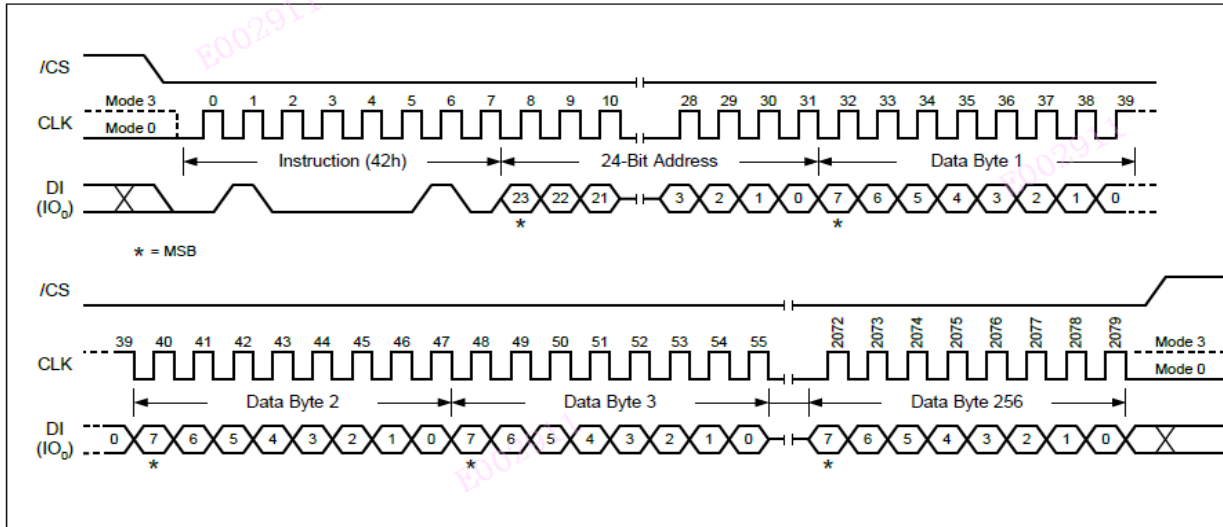 E002911
/CS
Mode 3
0 1 2 3 4 5 6 7 8 9 10 28 29 30 31 32 33 34 35 36 37 38 39
CLK
Mode 0
Instruction (42h) 24-Bit Address Data Byte 1
E002911
DI
(IO0)
23 22 21 3 2 1 0 7 6 5 4 3 2 1 0
* *
* = MSB
/CS
39 40 41 42 43 44 45 46 47 48 49 50 51 52 53 54 55 2072 2073 2074 2075 2076 2077 2078 2079
Mode 3
CLK
Mode 0
Data Byte 2 Data Byte 3 Data Byte 256
DI
(IO0)
0 7 6 5 4 3 2 1 0 7 6 5 4 3 2 1 0 7 6 5 4 3 2 1 0
* * *
E002911